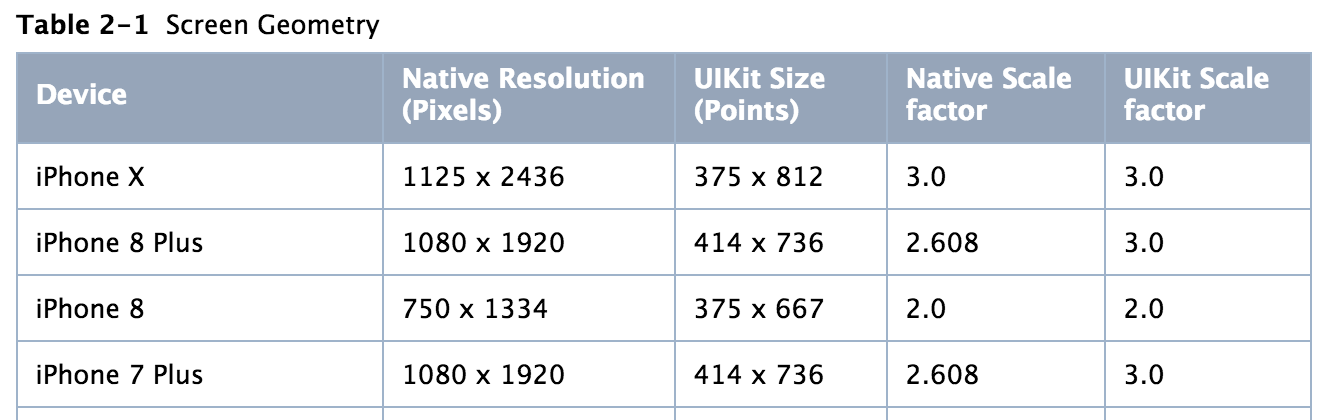 Table 2-1 Screen Geometry
Device Native Resolution (Pixels) UIKit Size (Points) Native Scale factor UIKit Scale factor
iPhone X 1125 x 2436 375 x 812 3.0 3.0
iPhone 8 Plus 1080 x 1920 414 x 736 2.608 3.0
iPhone 8 750 x 1334 375 x 667 2.0 2.0
iPhone 7 Plus 1080 x 1920 414 x 736 2.608 3.0